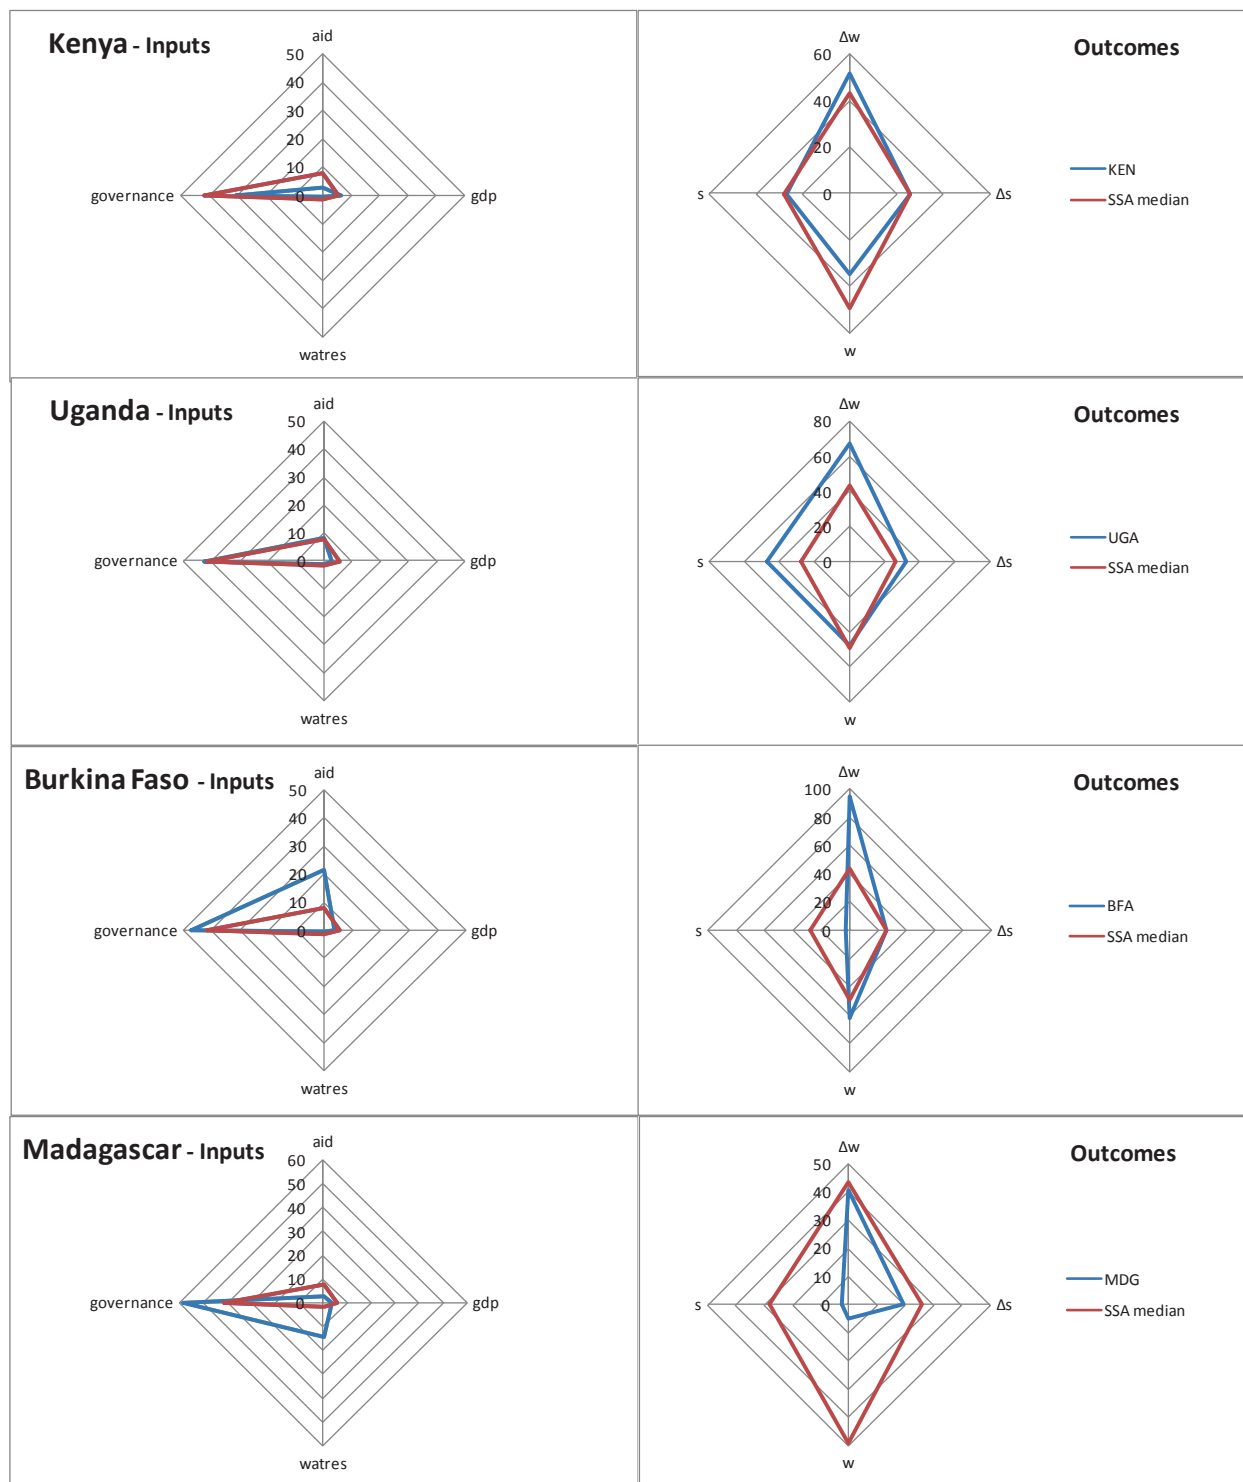 Kenya - Inputs
aid
50
40
30
20
10
0
governance
gdp
watres
Outcomes
Δw
60
40
20
0
s
Δs
w
KEN
SSA median
Uganda - Inputs
aid
50
40
30
20
10
0
governance
gdp
watres
Outcomes
Δw
80
60
40
20
0
s
Δs
w
UGA
SSA median
Burkina Faso - Inputs
aid
50
40
30
20
10
0
governance
gdp
watres
Outcomes
Δw
100
80
60
40
20
0
s
Δs
w
BFA
SSA median
Madagascar - Inputs
aid
60
50
40
30
20
10
0
governance
gdp
watres
Outcomes
Δw
50
40
30
20
10
0
s
Δs
w
MDG
SSA median